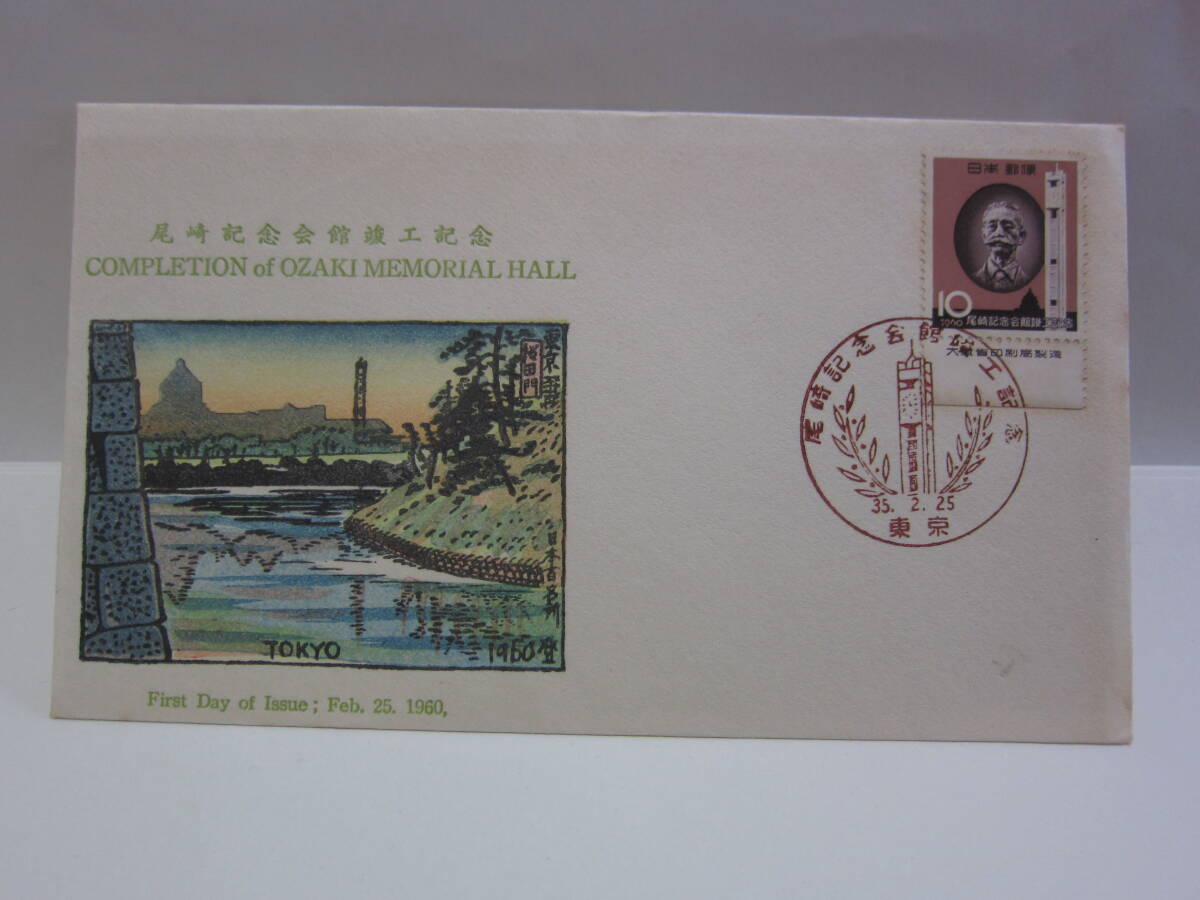 尾崎記念会館竣工記念
COMPLETION of OZAKI MEMORIAL HALL
東京
桜田門
日本百名所
TOKYO
1960 登
First Day of Issue ; Feb. 25. 1960,
日本郵便
10
1960 尾崎記念会館竣工記念
大蔵省印刷局製造
尾崎記念会館竣工記念
35. 2. 25
東京